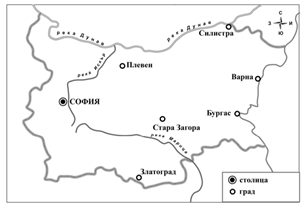 река Дунав
река Дунав
Силистра
С
З И
Ю
Плевен
река Искър
Варна
СОФИЯ
Бургас
Стара Загора
река Марица
Златоград
столица
град